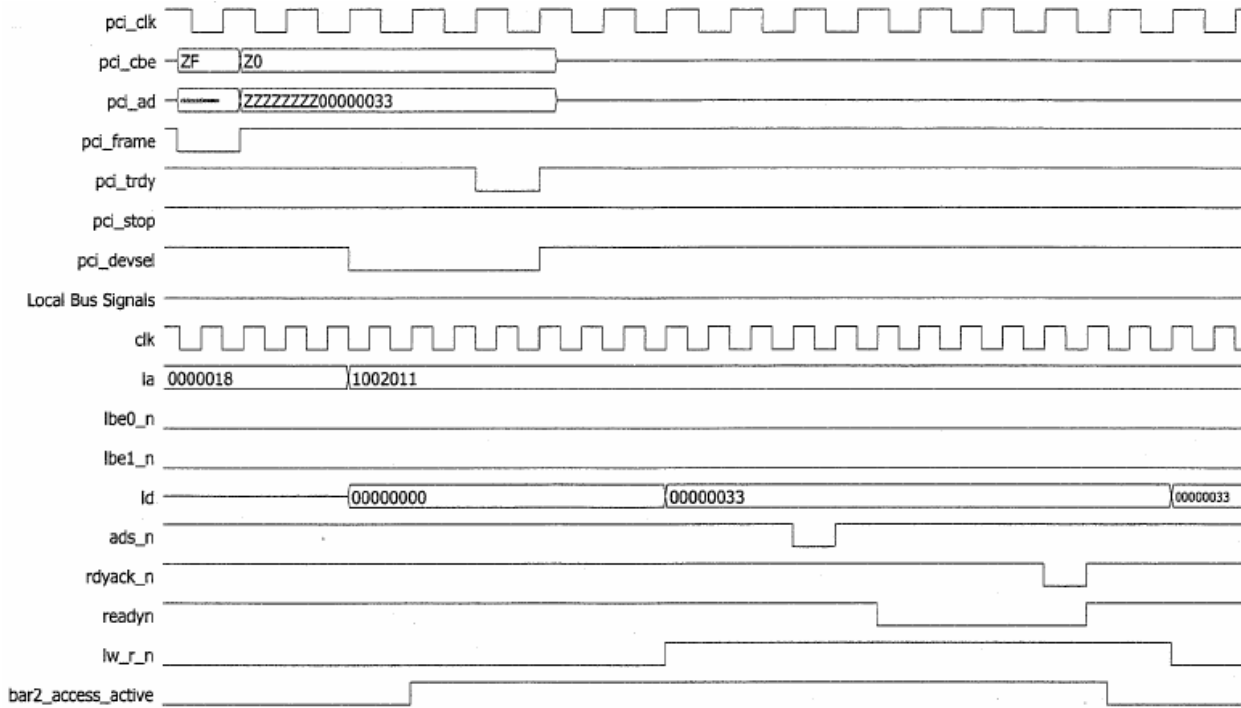 pci_clk
pci_cbe ZF Z0
pci_ad ZZZZZZZZ00000033
pci_frame
pci_trdy
pci_stop
pci_devsel
Local Bus Signals
clk
la 0000018 1002011
lbe0_n
lbe1_n
ld 00000000 00000033 00000033
ads_n
rdyack_n
readyn
lw_r_n
bar2_access_active